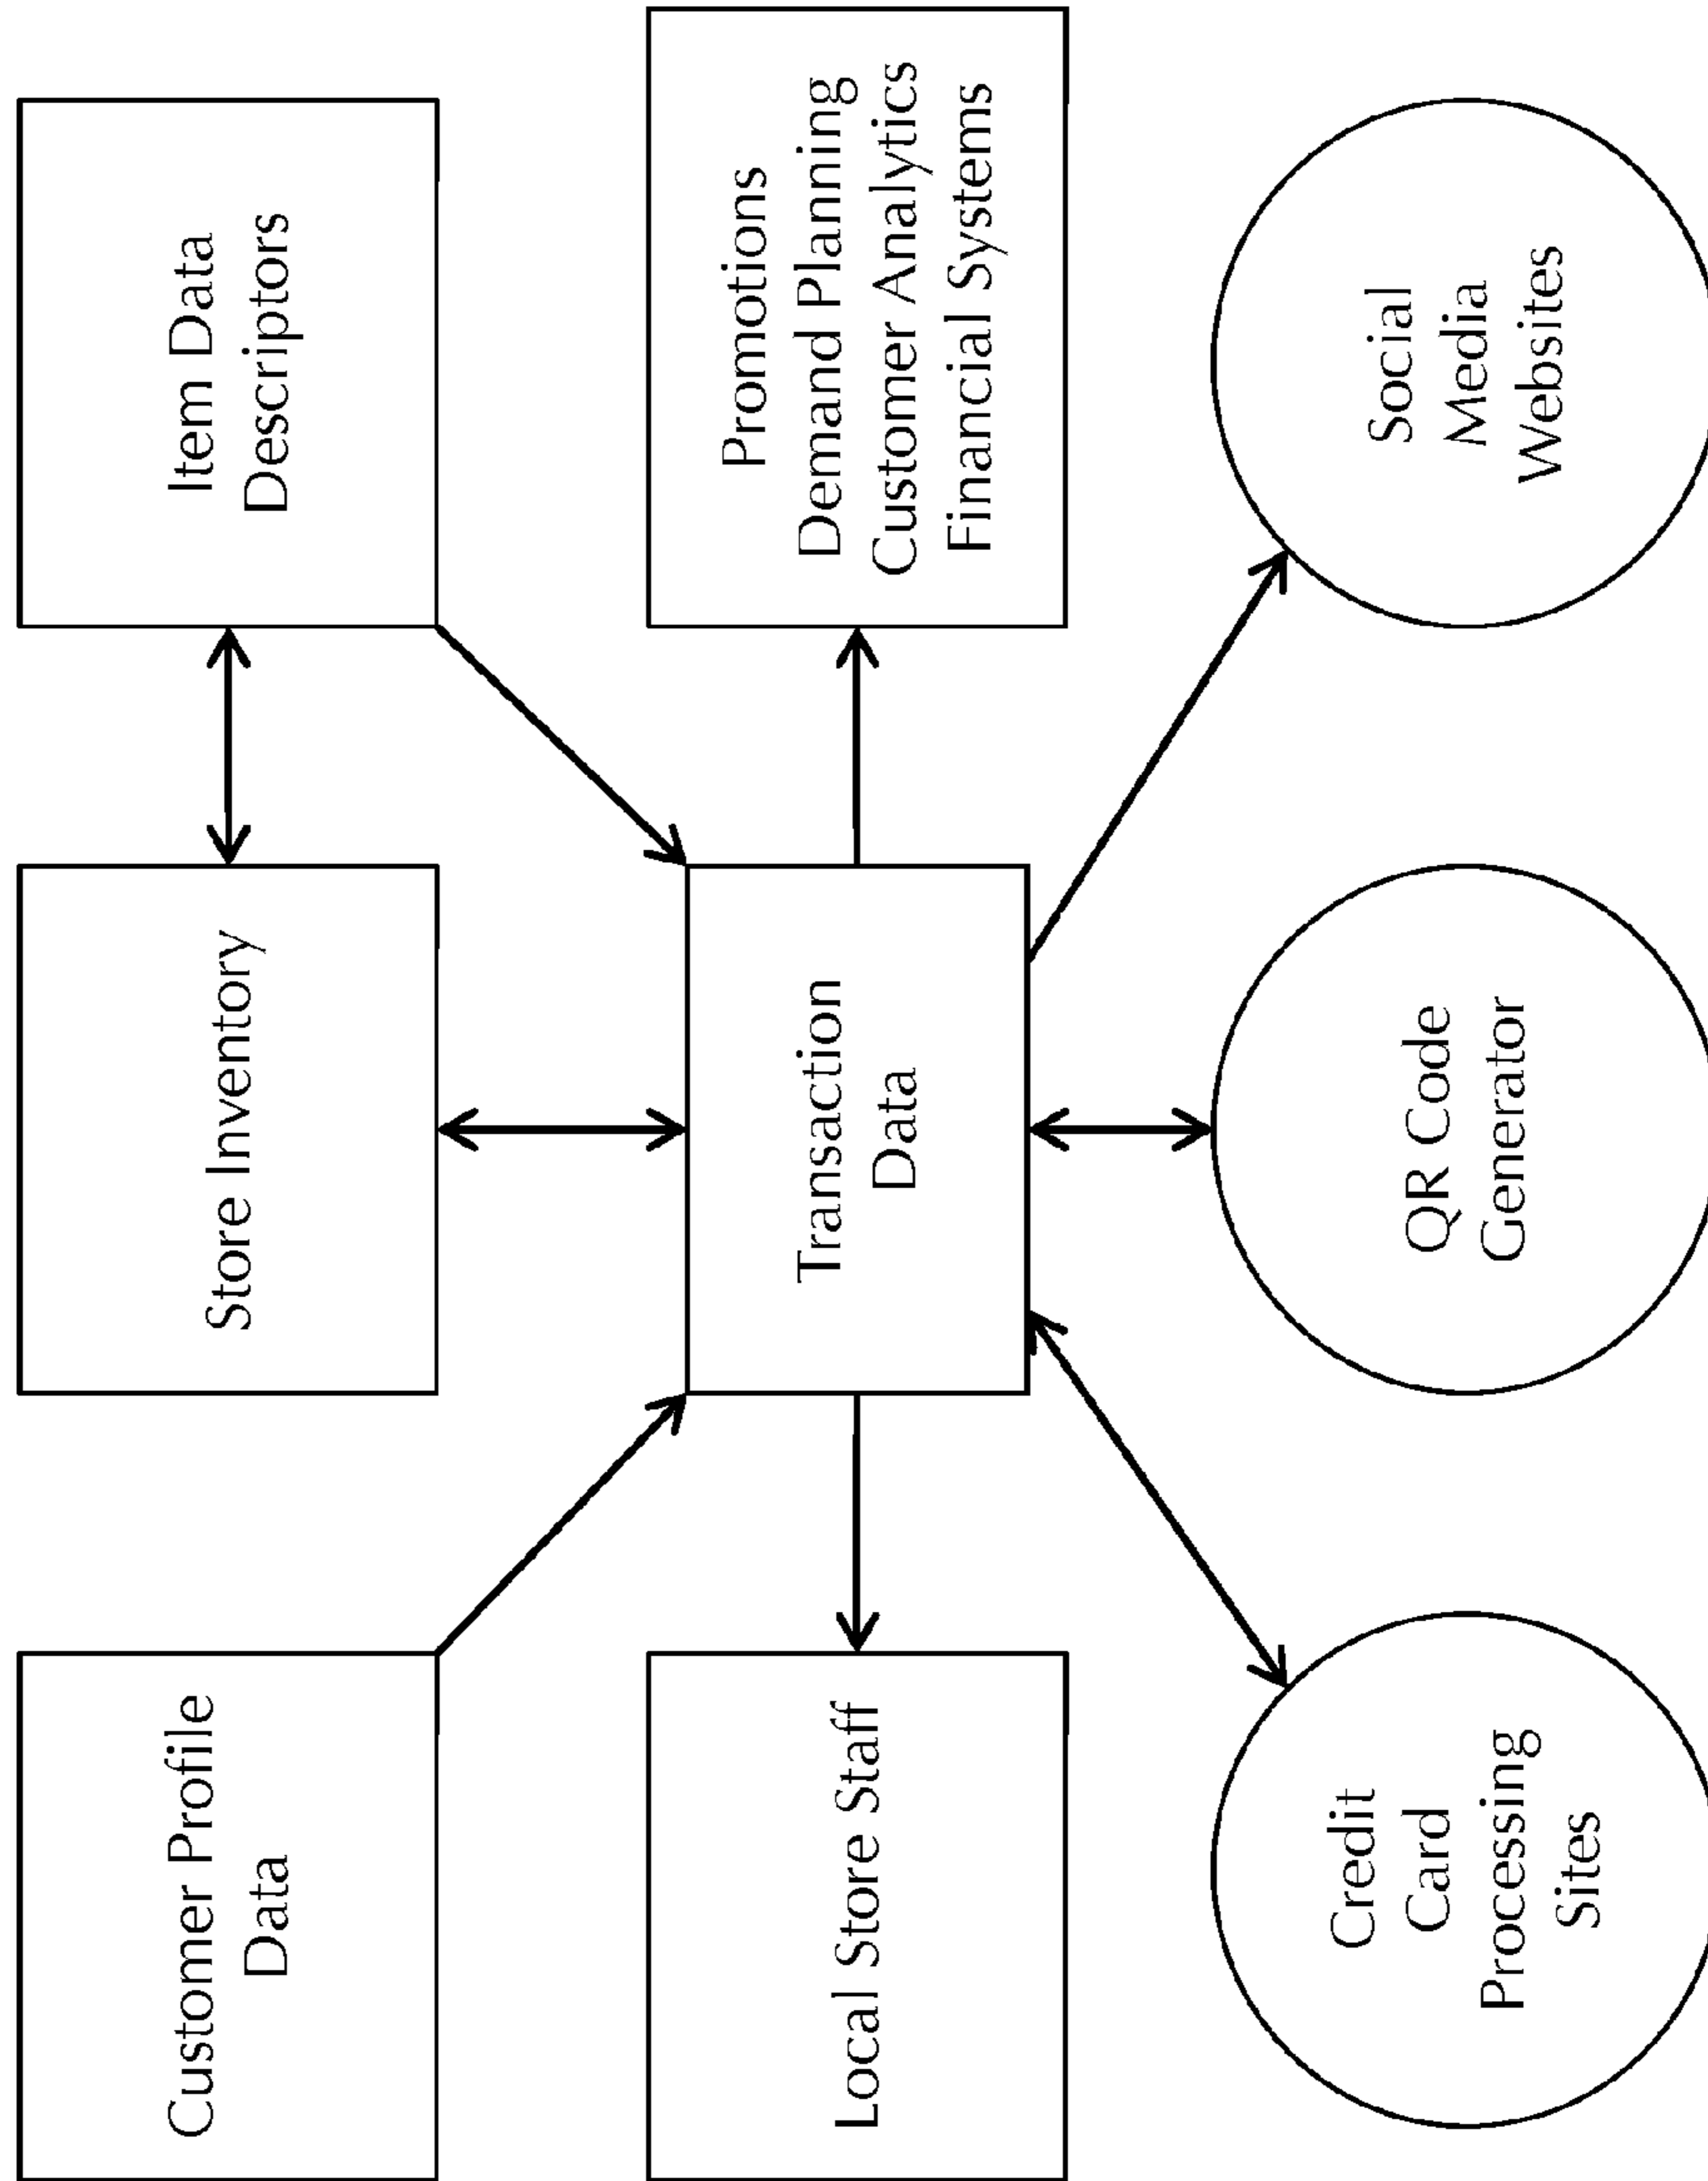 Customer Profile
Data
Store Inventory
Item Data
Descriptors
Local Store Staff
Transaction
Data
Promotions
Demand Planning
Customer Analytics
Financial Systems
Credit
Card
Processing
Sites
QR Code
Generator
Social
Media
Websites